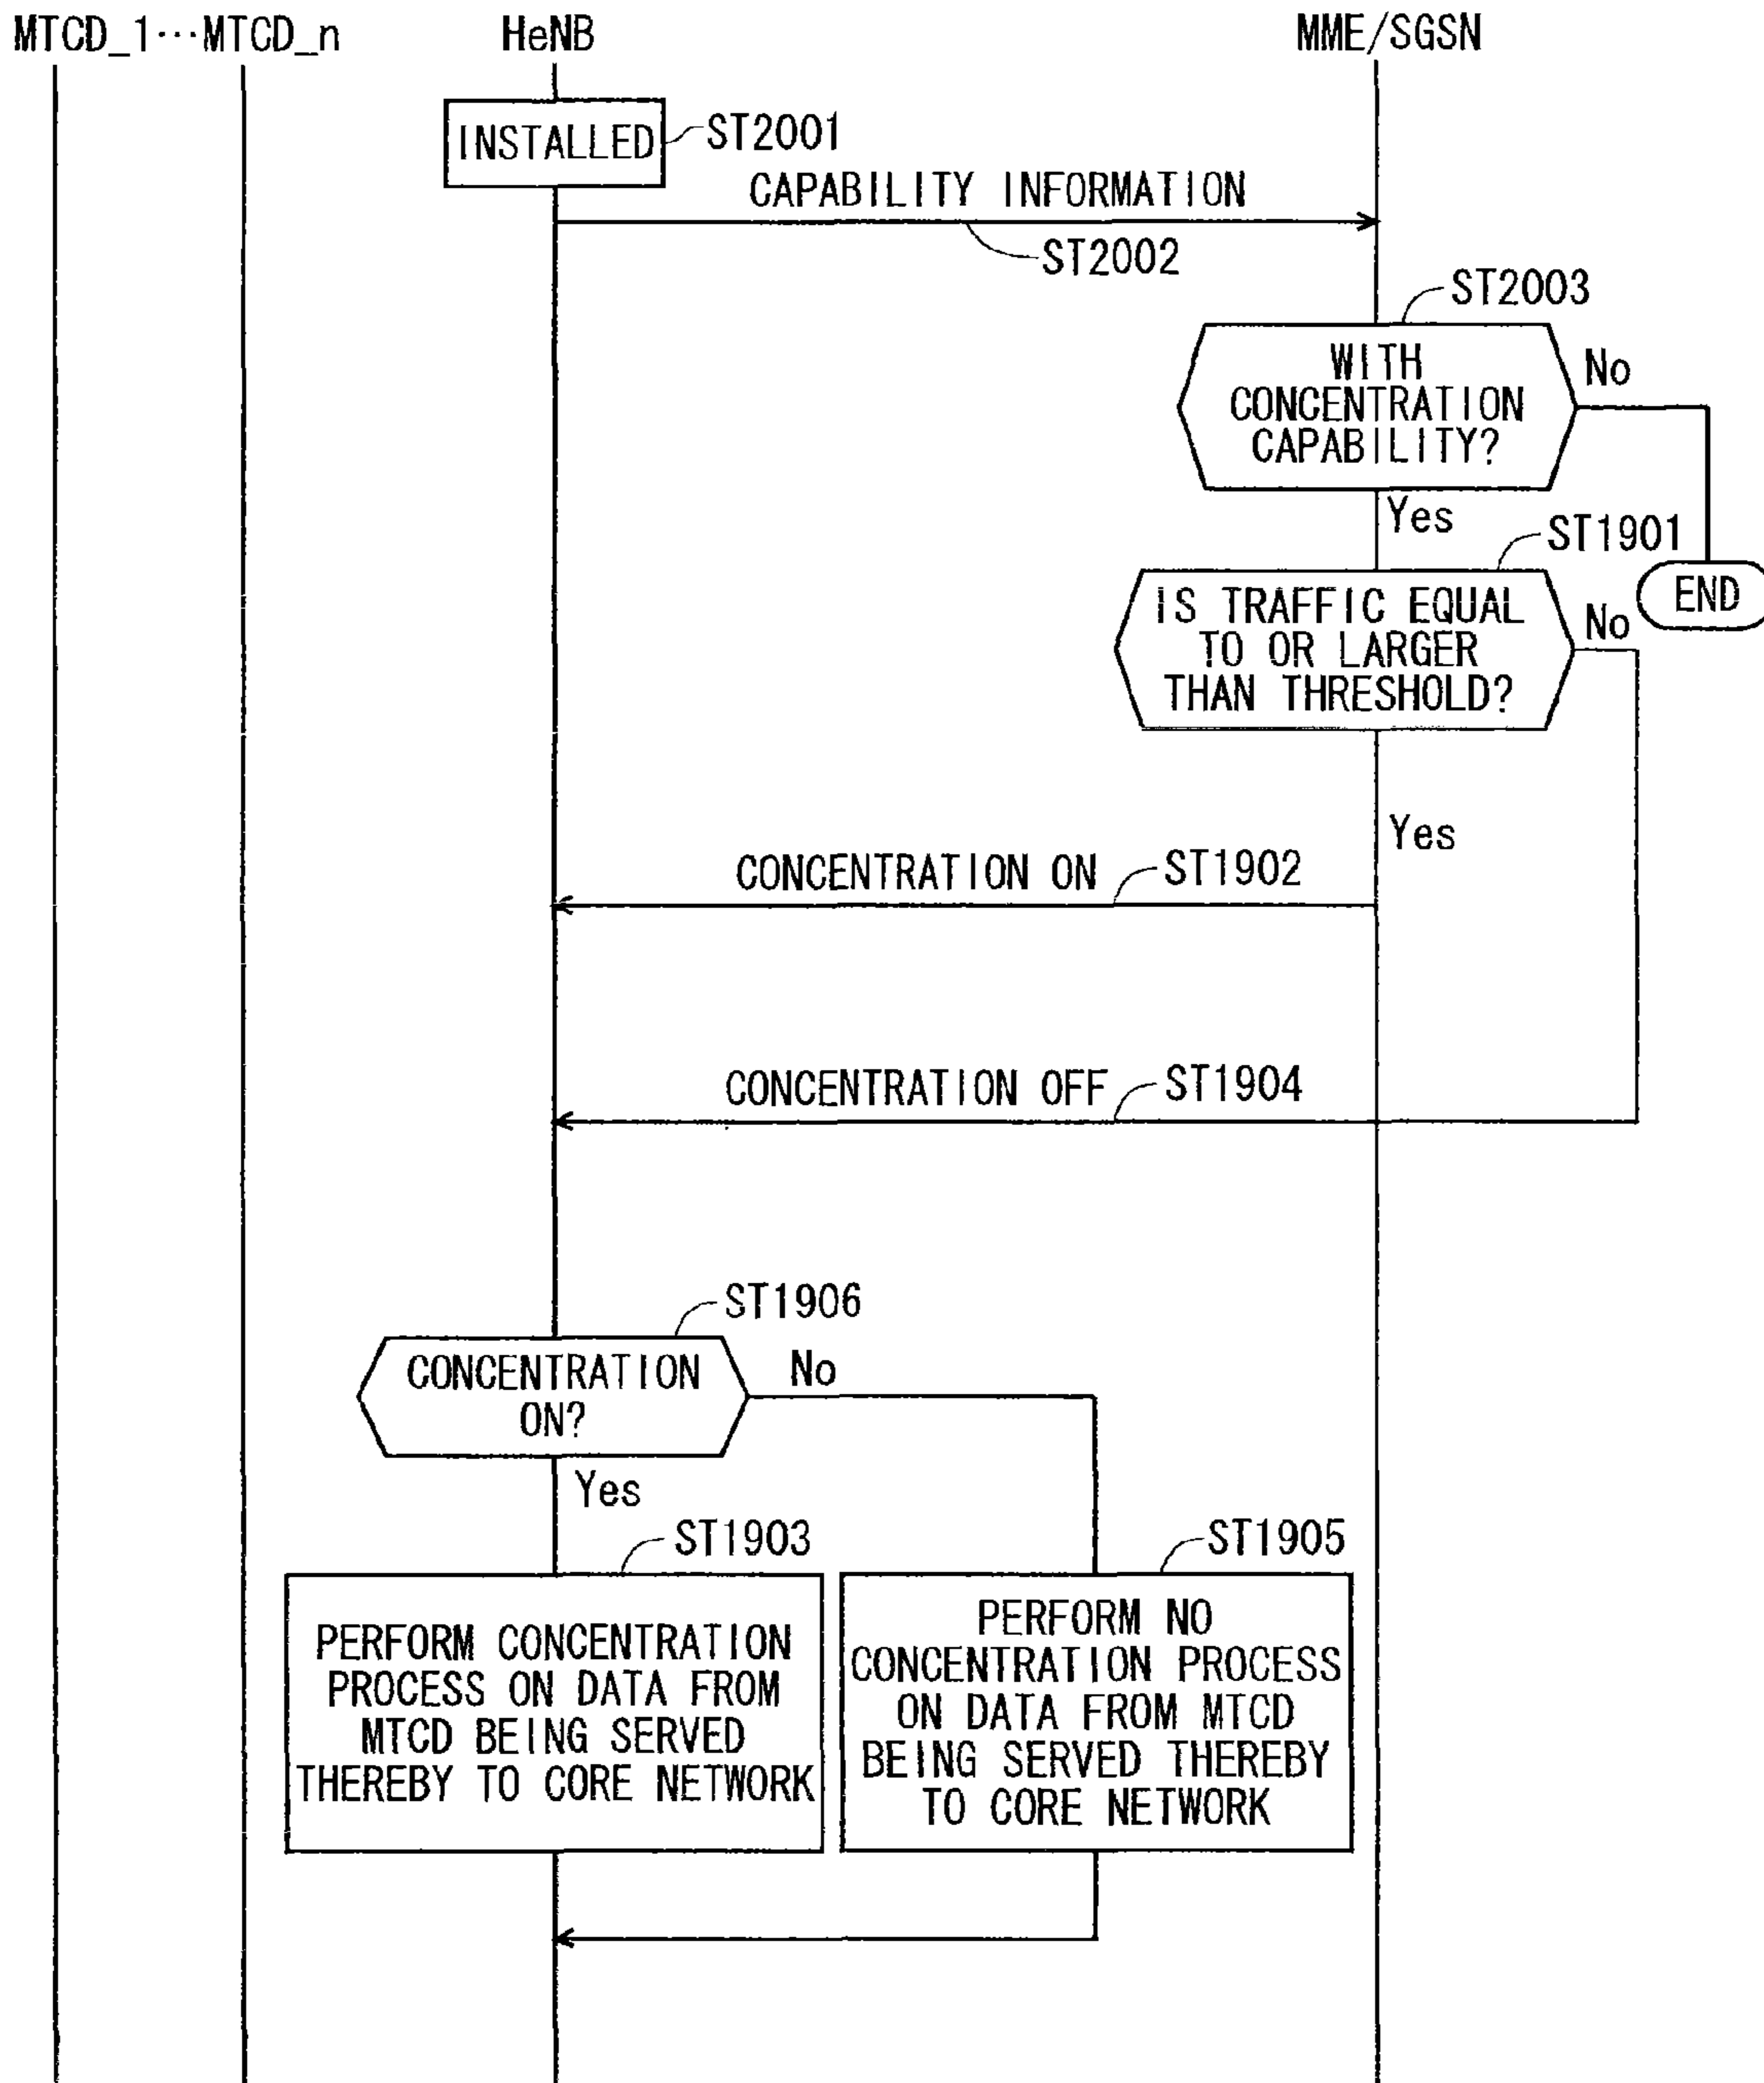 MTCD_1···MTCD_n
HeNB
MME/SGSN
INSTALLED
ST2001
CAPABILITY INFORMATION
ST2002
ST2003
WITH
CONCENTRATION
CAPABILITY?
No
Yes
ST1901
END
IS TRAFFIC EQUAL
TO OR LARGER
THAN THRESHOLD?
No
Yes
CONCENTRATION ON
ST1902
CONCENTRATION OFF
ST1904
ST1906
CONCENTRATION
ON?
No
Yes
ST1903
PERFORM CONCENTRATION
PROCESS ON DATA FROM
MTCD BEING SERVED
THEREBY TO CORE NETWORK
ST1905
PERFORM NO
CONCENTRATION PROCESS
ON DATA FROM MTCD
BEING SERVED THEREBY
TO CORE NETWORK